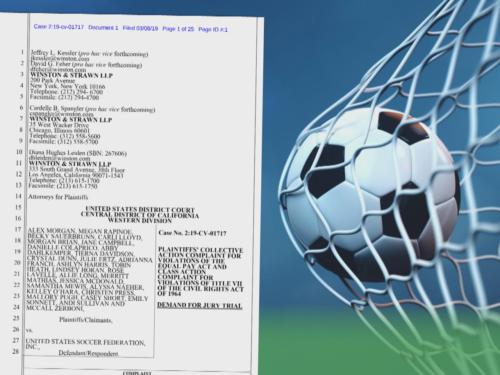 Case 7:19-cv-01717 Document 1 Filed 03/08/19 Page 1 of 25 Page ID #:1
1 Jeffrey L. Kessler (pro hac vice forthcoming)
jkessler@winston.com
2 David G. Feher (pro hac vice forthcoming)
dfeher@winston.com
3 WINSTON & STRAWN LLP
200 Park Avenue
4 New York, New York 10166
Telephone: (212) 294-6700
5 Facsimile: (212) 294-4700
6 Cardelle B. Spangler (pro hac vice forthcoming)
cspangler@winston.com
7 WINSTON & STRAWN LLP
35 West Wacker Drive
8 Chicago, Illinois 60601
Telephone: (312) 558-5600
9 Facsimile: (312) 558-5700
10 Diana Hughes Leiden (SBN: 267606)
dhleiden@winston.com
11 WINSTON & STRAWN LLP
333 South Grand Avenue, 38th Floor
12 Los Angeles, California 90071-1543
Telephone: (213) 615-1700
13 Facsimile: (213) 615-1750
14 Attorneys for Plaintiffs
15 UNITED STATES DISTRICT COURT
CENTRAL DISTRICT OF CALIFORNIA
16 WESTERN DIVISION
17 ALEX MORGAN, MEGAN RAPINOE,
BECKY SAUERBRUNN, CARLI LLOYD,
18 MORGAN BRIAN, JANE CAMPBELL,
DANIELLE COLAPRICO, ABBY
19 DAHLKEMPER, TIERNA DAVIDSON,
CRYSTAL DUNN, JULIE ERTZ, ADRIANNA
20 FRANCH, ASHLYN HARRIS, TOBIN
HEATH, LINDSEY HORAN, ROSE
21 LAVELLE, ALLIE LONG, MERRITT
MATHIAS, JESSICA MCDONALD,
22 SAMANTHA MEWIS, ALYSSA NAEHER,
KELLEY O'HARA, CHRISTEN PRESS,
23 MALLORY PUGH, CASEY SHORT, EMILY
SONNETT, ANDI SULLIVAN AND
24 MCCALL ZERBONI,
25 Plaintiffs/Claimants,
26 vs.
27 UNITED STATES SOCCER FEDERATION,
INC.,
28 Defendant/Respondent.
Case No. 2:19-CV-01717
PLAINTIFFS' COLLECTIVE
ACTION COMPLAINT FOR
VIOLATIONS OF THE
EQUAL PAY ACT AND
CLASS ACTION
COMPLAINT FOR
VIOLATIONS OF TITLE VII
OF THE CIVIL RIGHTS ACT
OF 1964
DEMAND FOR JURY TRIAL
COMPLAINT